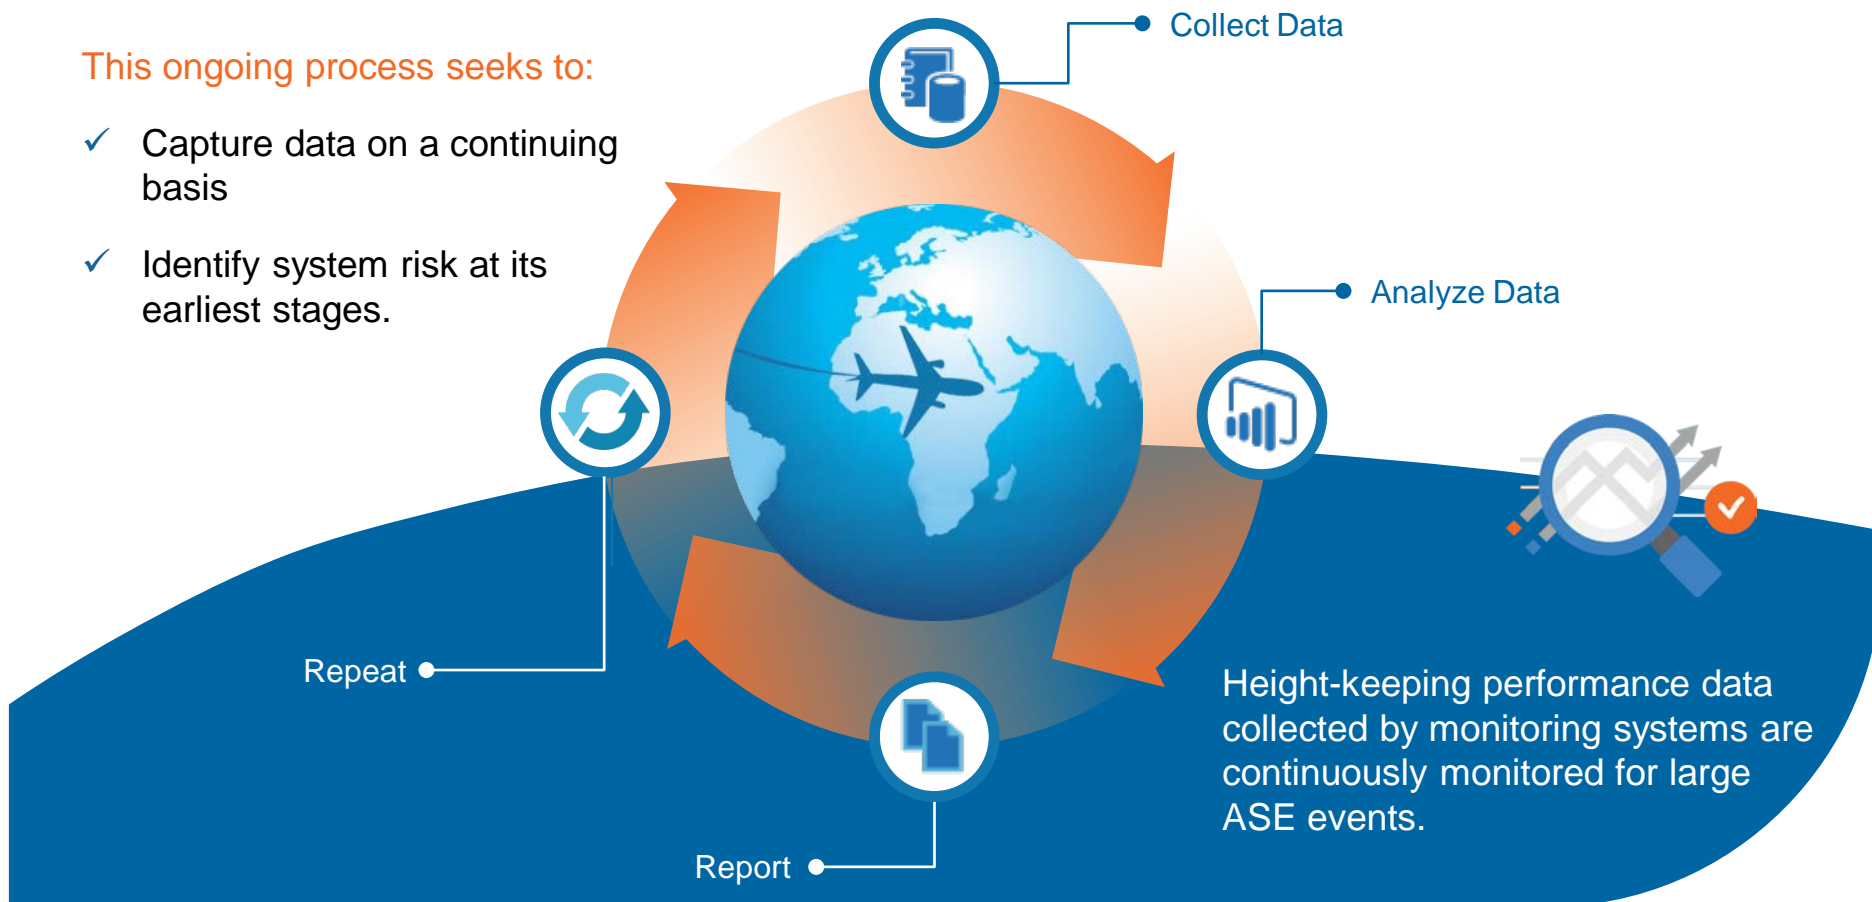 This ongoing process seeks to:
Capture data on a continuing
basis
Identify system risk at its
earliest stages.
Collect Data
Analyze Data
Repeat
Report
Height-keeping performance data
collected by monitoring systems are
continuously monitored for large
ASE events.